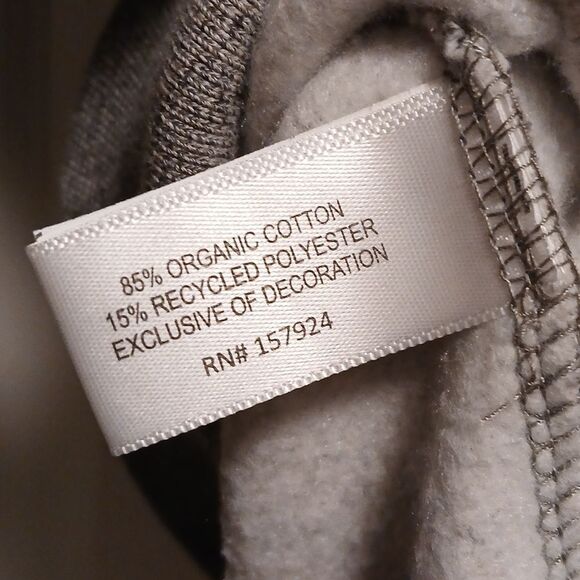 85% ORGANIC COTTON
15% RECYCLED POLYESTER
EXCLUSIVE OF DECORATION
RN# 157924